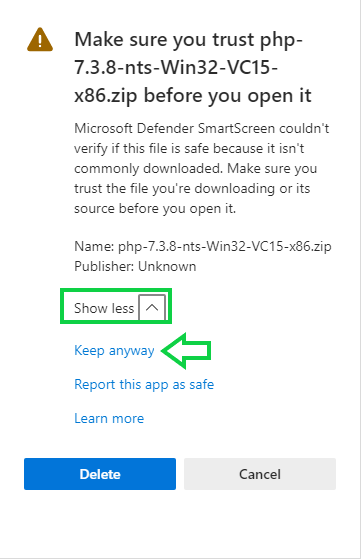 Make sure you trust php-
7.3.8-nts-Win32-VC15-
x86.zip before you open it
Microsoft Defender SmartScreen couldn't
verify if this file is safe because it isn't
commonly downloaded. Make sure you
trust the file you're downloading or its
source before you open it.
Name: php-7.3.8-nts-Win32-VC15-x86.zip
Publisher: Unknown
Show less
Keep anyway
Report this app as safe
Learn more
Delete
Cancel